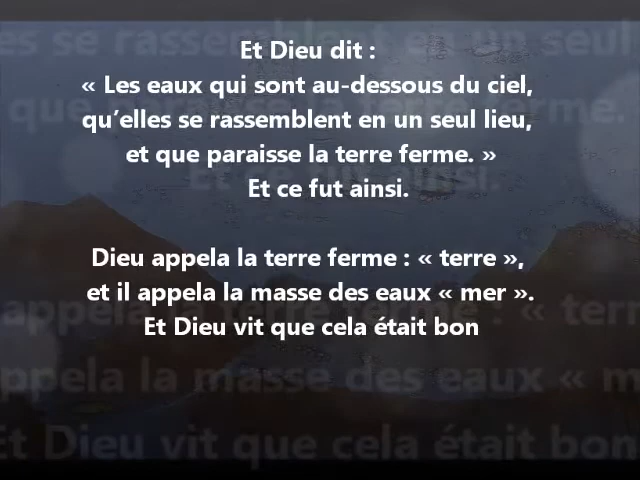 Et Dieu dit :
« Les eaux qui sont au-dessous du ciel,
qu’elles se rassemblent en un seul lieu,
et que paraisse la terre ferme. »
Et ce fut ainsi.
Dieu appela la terre ferme : « terre »,
et il appela la masse des eaux « mer ».
Et Dieu vit que cela était bon